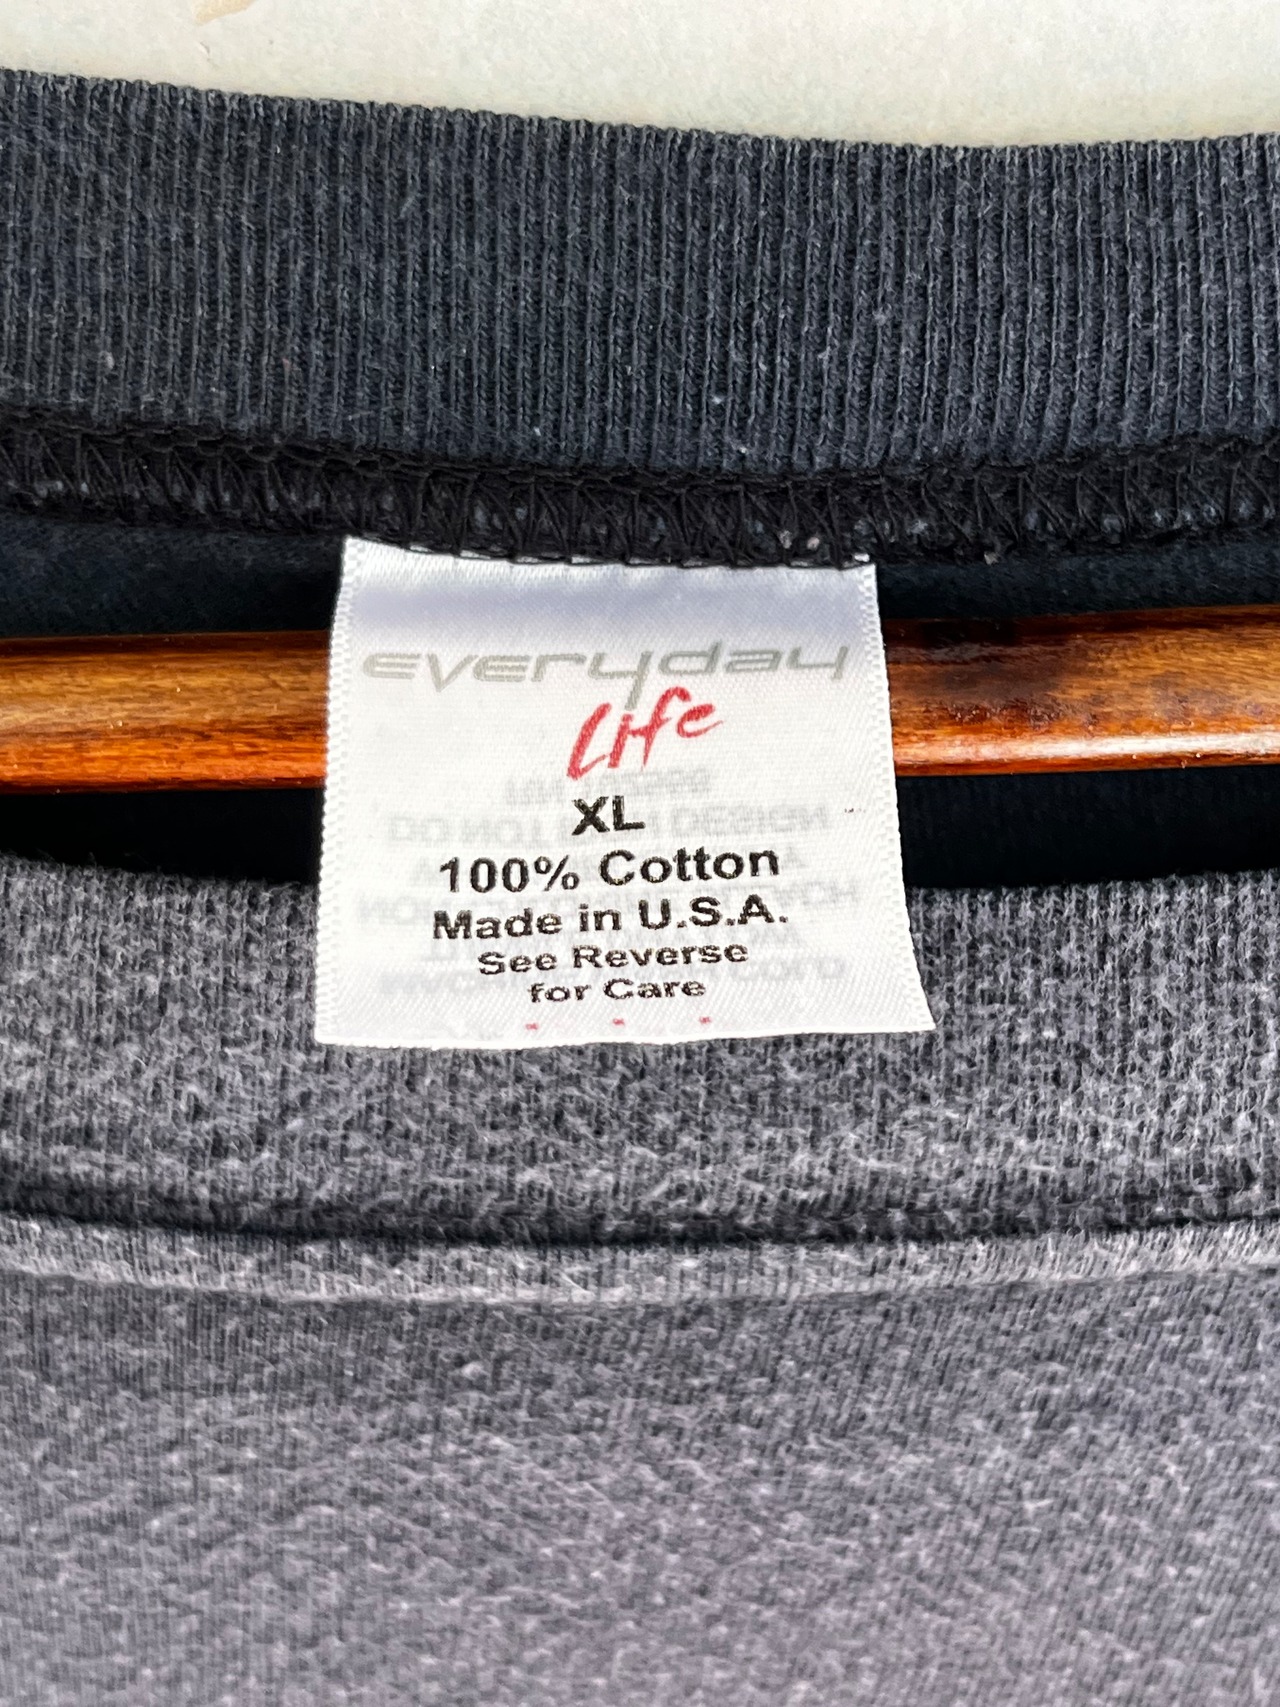 everyday
Life
XL
100% Cotton
Made in U.S.A.
See Reverse
for Care